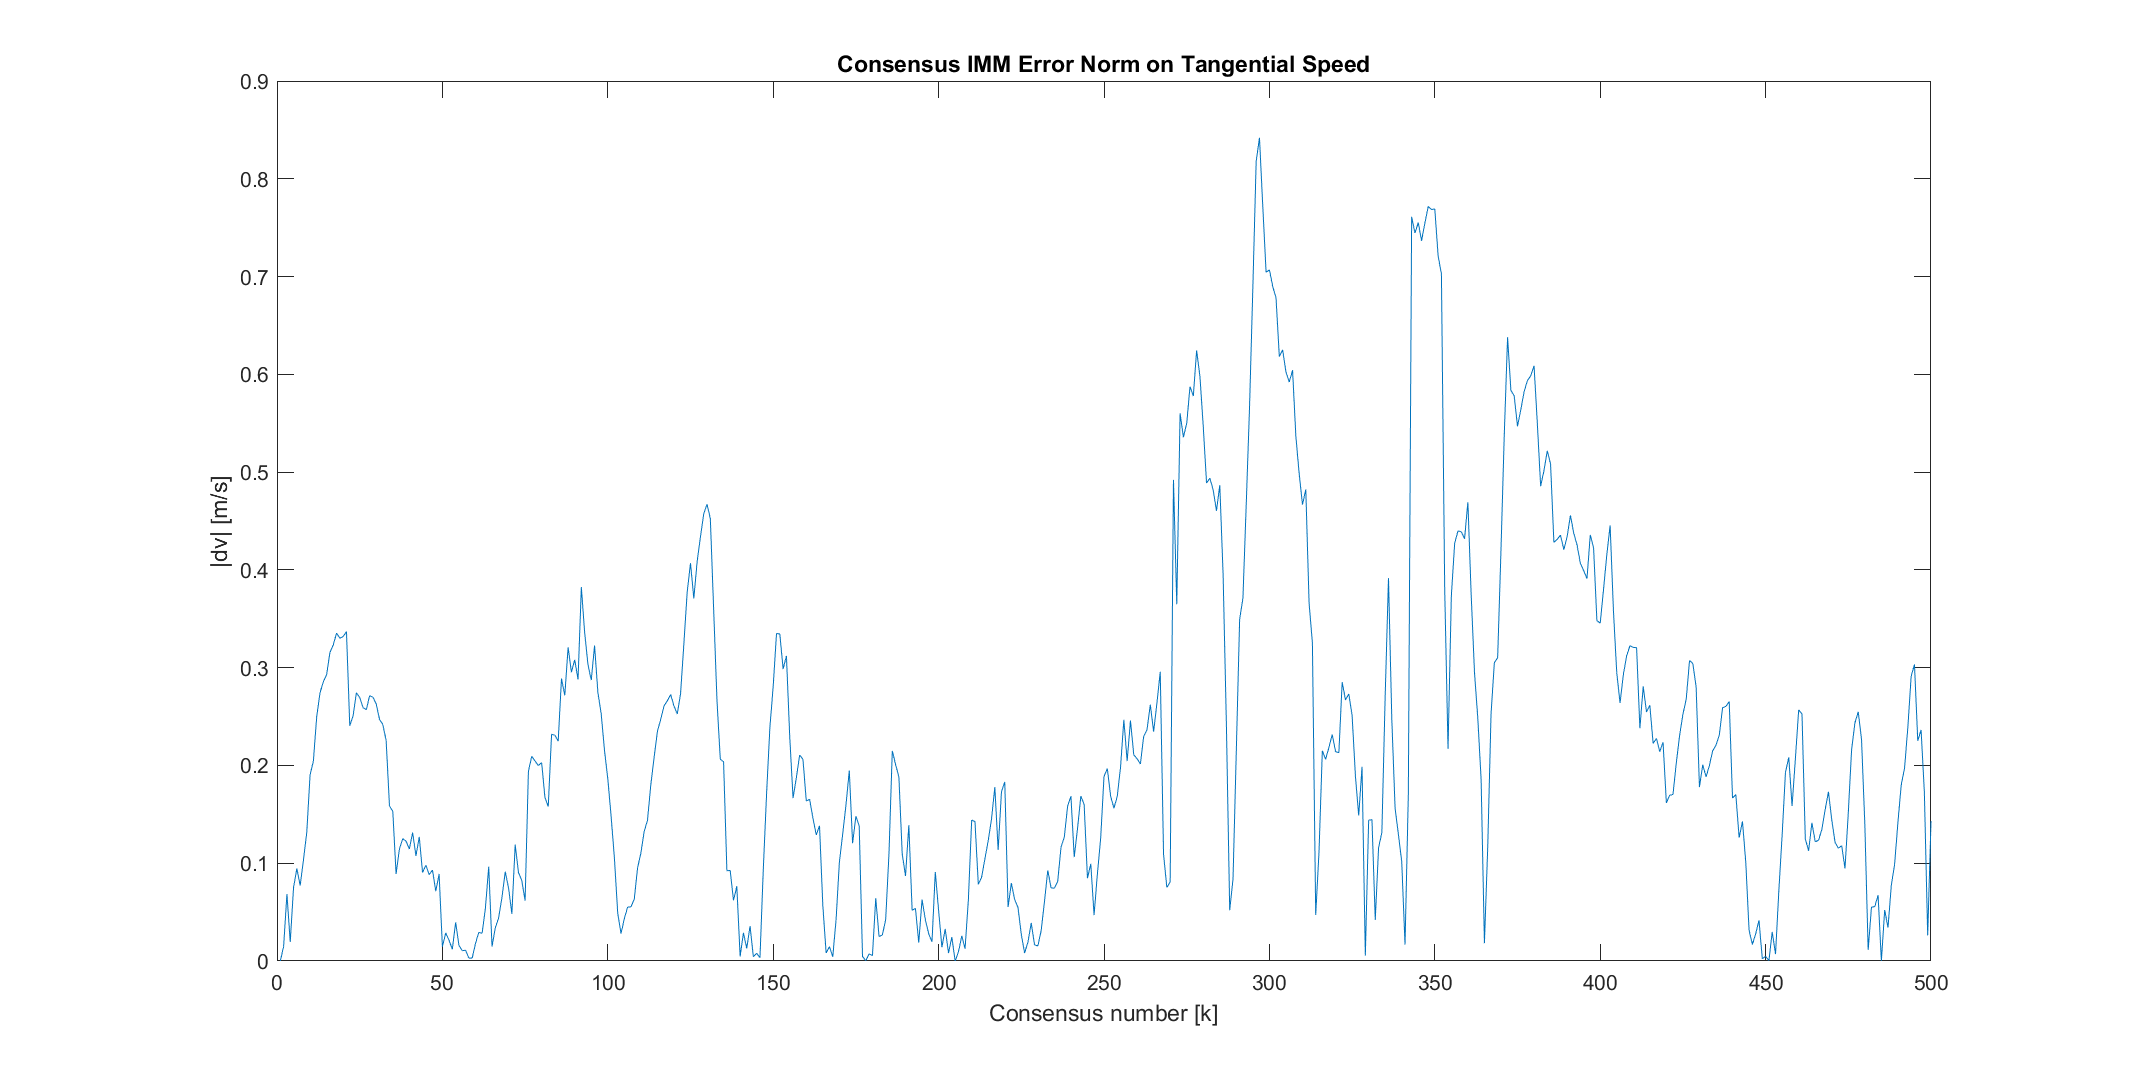 Consensus IMM Error Norm on Tangential Speed
0.9
0.8
0.7
0.6
0.5
0.4
0.3
0.2
0.1
0
|dv| [m/s]
0 50 100 150 200 250 300 350 400 450 500
Consensus number [k]